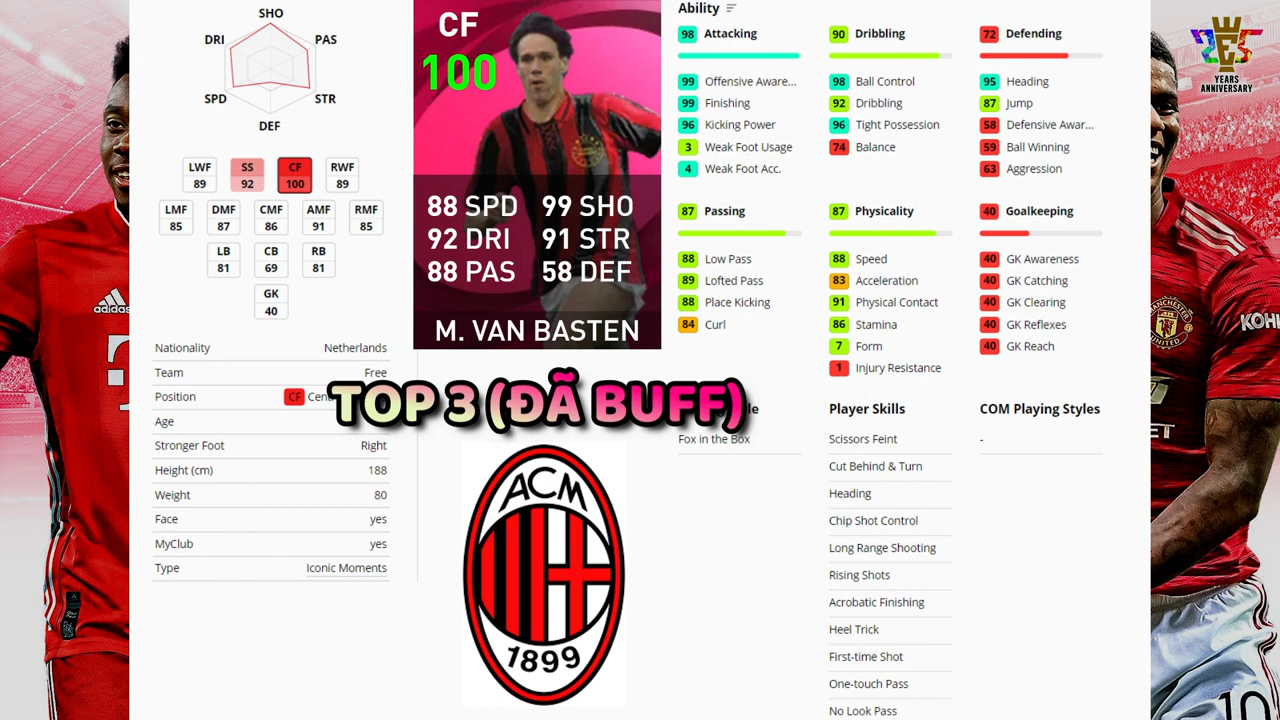 SHO
DRI
PAS
SPD
STR
DEF
LWF
89
SS
92
CF
100
RWF
89
LMF
85
DMF
87
CMF
86
AMF
91
RMF
85
LB
81
CB
69
RB
81
GK
40
Nationality Netherlands
Team Free
Position CF Cen
Age
Stronger Foot Right
Height (cm) 188
Weight 80
Face yes
MyClub yes
Type Iconic Moments
CF
100
88 SPD 99 SHO
92 DRI 91 STR
88 PAS 58 DEF
M. VAN BASTEN
TOP 3 (ĐÃ BUFF)
ACM
1899
Ability
98 Attacking
99 Offensive Aware...
99 Finishing
96 Kicking Power
3 Weak Foot Usage
4 Weak Foot Acc.
90 Dribbling
98 Ball Control
92 Dribbling
96 Tight Possession
74 Balance
72 Defending
95 Heading
87 Jump
58 Defensive Awar...
59 Ball Winning
63 Aggression
87 Passing
88 Low Pass
89 Lofted Pass
88 Place Kicking
84 Curl
87 Physicality
88 Speed
83 Acceleration
91 Physical Contact
86 Stamina
7 Form
1 Injury Resistance
40 Goalkeeping
40 GK Awareness
40 GK Catching
40 GK Clearing
40 GK Reflexes
40 GK Reach
Fox in the Box
Player Skills
Scissors Feint
Cut Behind & Turn
Heading
Chip Shot Control
Long Range Shooting
Rising Shots
Acrobatic Finishing
Heel Trick
First-time Shot
One-touch Pass
No Look Pass
COM Playing Styles
-
adidas
YEARS
ANNIVERSARY
MANCHESTER
UNITED
KOH
10